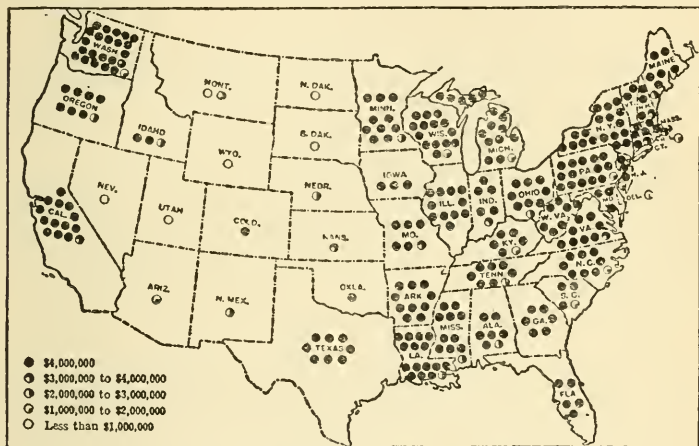 WASH.
MONT.
N. DAK.
MINN.
MAINE
OREGON
IDAHO
S. DAK.
WIS.
MICH.
N.Y.
MASS.
CT.
WYO.
NEV.
UTAH
COLO.
NEBR.
IOWA
ILL.
IND.
OHIO
PA.
DEL.
CAL.
KANS.
MO.
KY.
W. VA.
VA.
ARIZ.
N. MEX.
OKLA.
ARK.
TENN.
N.C.
S.C.
TEXAS
LA.
MISS.
ALA.
GA.
FLA.
$4,000,000
$3,000,000 to $4,000,000
$2,000,000 to $3,000,000
$1,000,000 to $2,000,000
Less than $1,000,000